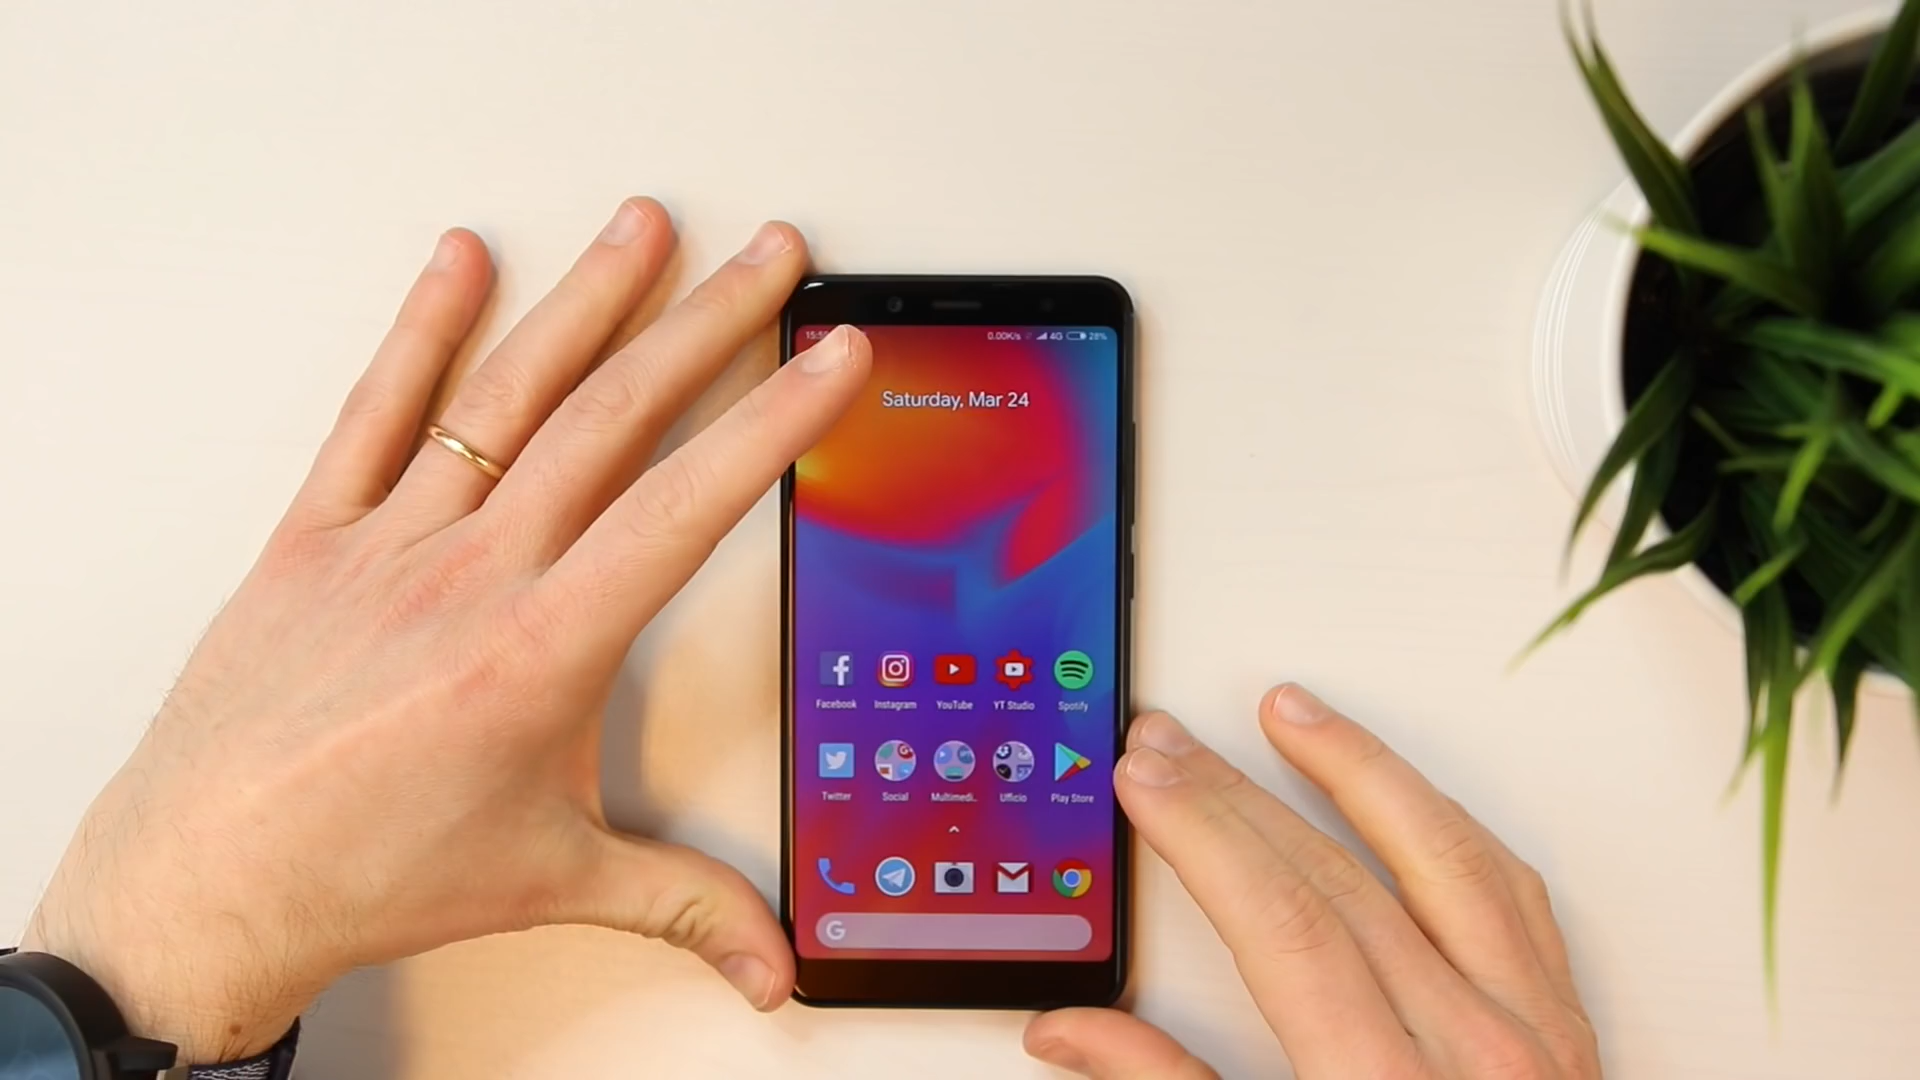 0.00K/s 4G 28%
Saturday, Mar 24
Facebook Instagram YouTube YT Studio Spotify
Twitter Social Multimedi.. Ufficio Play Store
G